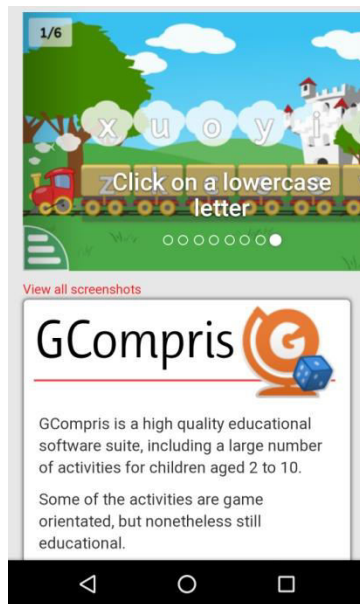 1/6
x u o y i
Click on a lowercase
letter
View all screenshots
GCompris G
GCompris is a high quality educational
software suite, including a large number
of activities for children aged 2 to 10.
Some of the activities are game
orientated, but nonetheless still
educational.